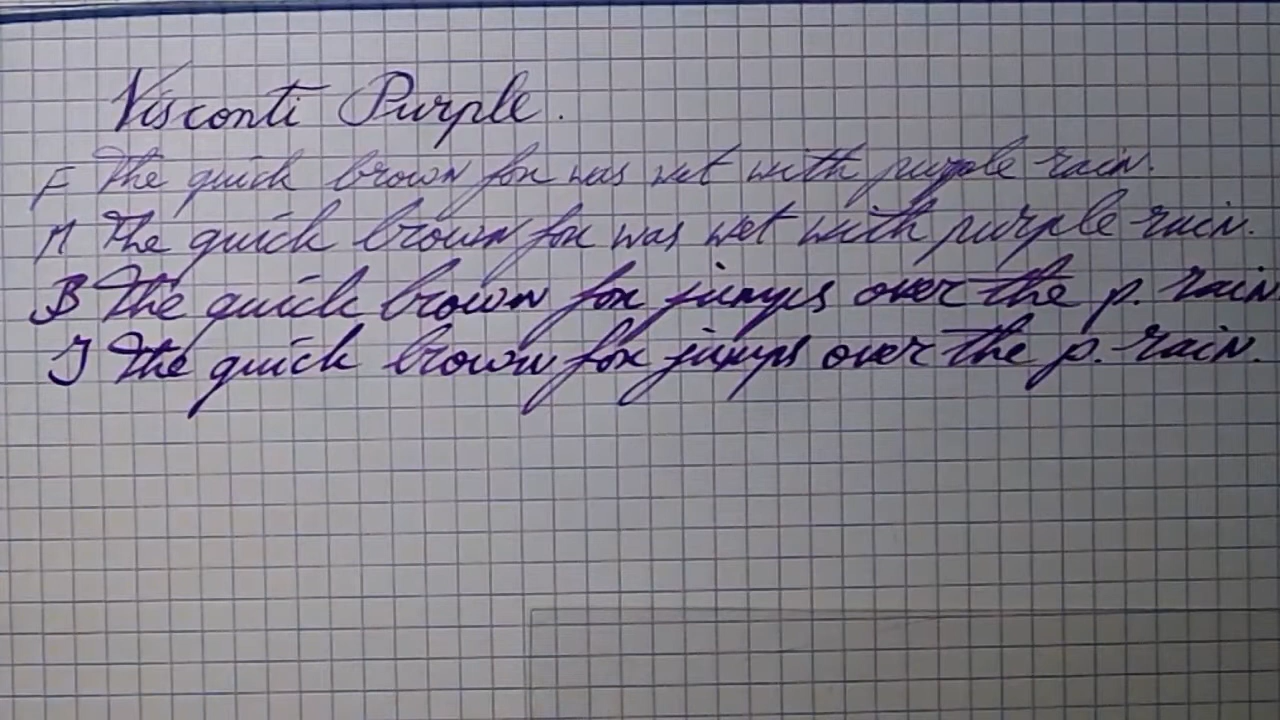 Visconti Purple.
F The quick brown fox was wet with purple rain.
M The quick brown fox was wet with purple rain.
B The quick brown fox jumps over the p. rain
J The quick brown fox jumps over the p. rain.